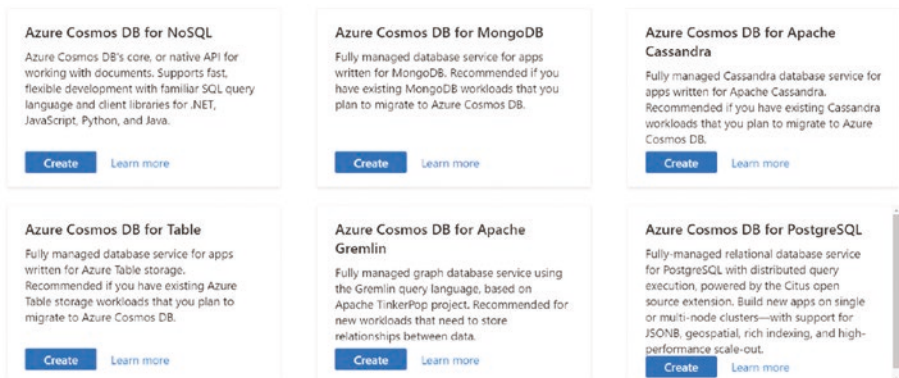 Azure Cosmos DB for NoSQL
Azure Cosmos DB's core, or native API for
working with documents. Supports fast,
flexible development with familiar SQL query
language and client libraries for .NET,
JavaScript, Python, and Java.
Create Learn more
Azure Cosmos DB for MongoDB
Fully managed database service for apps
written for MongoDB. Recommended if you
have existing MongoDB workloads that you
plan to migrate to Azure Cosmos DB.
Create Learn more
Azure Cosmos DB for Apache
Cassandra
Fully managed Cassandra database service for
apps written for Apache Cassandra.
Recommended if you have existing Cassandra
workloads that you plan to migrate to Azure
Cosmos DB.
Create Learn more
Azure Cosmos DB for Table
Fully managed database service for apps
written for Azure Table storage.
Recommended if you have existing Azure
Table storage workloads that you plan to
migrate to Azure Cosmos DB.
Create Learn more
Azure Cosmos DB for Apache
Gremlin
Fully managed graph database service using
the Gremlin query language, based on
Apache TinkerPop project. Recommended for
new workloads that need to store
relationships between data.
Create Learn more
Azure Cosmos DB for PostgreSQL
Fully-managed relational database service
for PostgreSQL with distributed query
execution, powered by the Citus open
source extension. Build new apps on single
or multi-node clusters—with support for
JSONB, geospatial, rich indexing, and high-
performance scale-out.
Create Learn more